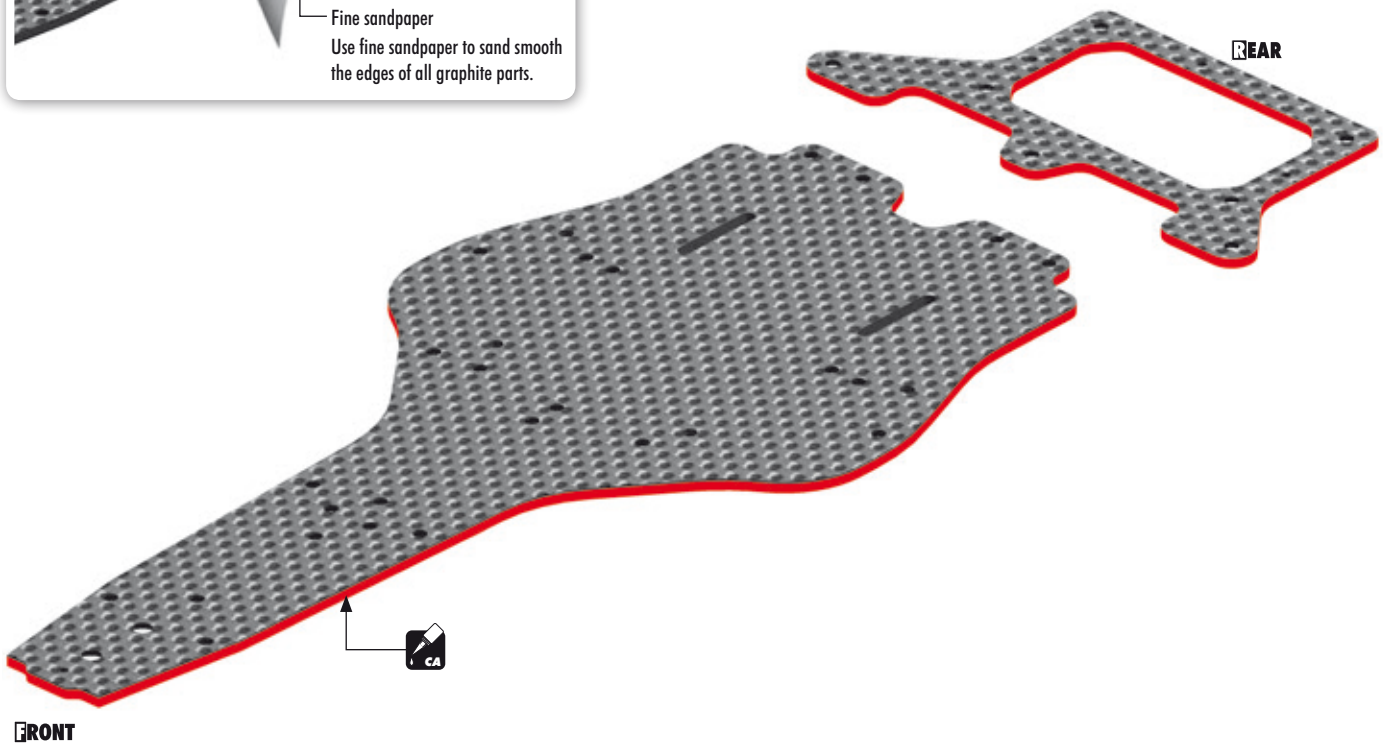 Fine sandpaper
Use fine sandpaper to sand smooth
the edges of all graphite parts.
REAR
CA
FRONT